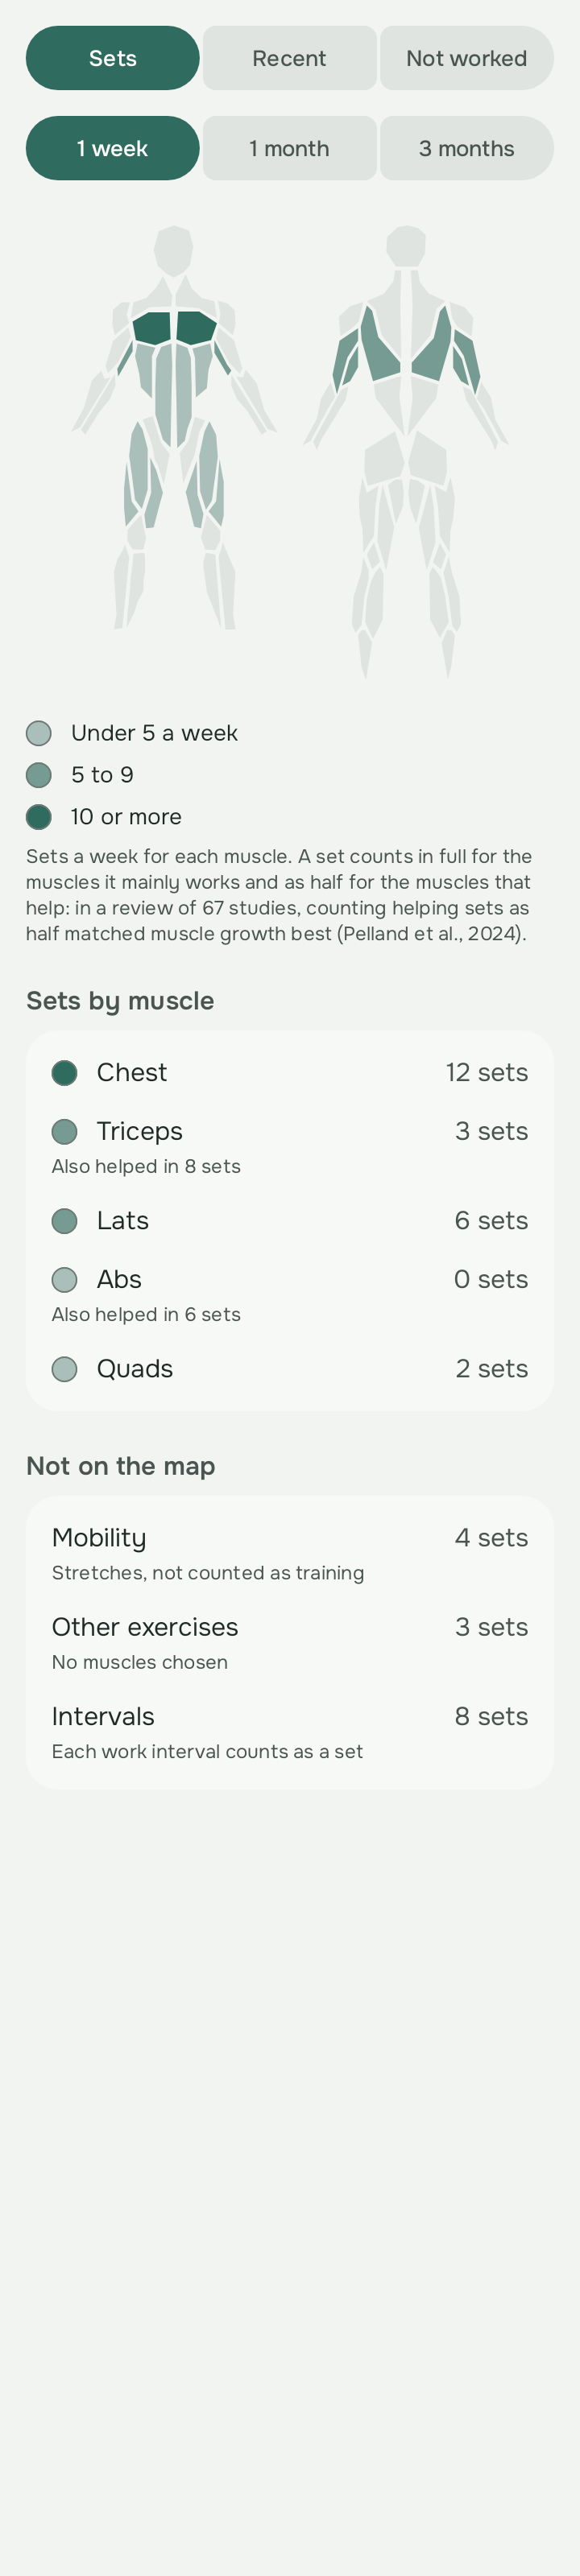 Sets
Recent
Not worked
1 week
1 month
3 months
Under 5 a week
5 to 9
10 or more
Sets a week for each muscle. A set counts in full for the
muscles it mainly works and as half for the muscles that
help: in a review of 67 studies, counting helping sets as
half matched muscle growth best (Pelland et al., 2024).
Sets by muscle
Chest 12 sets
Triceps 3 sets
Also helped in 8 sets
Lats 6 sets
Abs 0 sets
Also helped in 6 sets
Quads 2 sets
Not on the map
Mobility 4 sets
Stretches, not counted as training
Other exercises 3 sets
No muscles chosen
Intervals 8 sets
Each work interval counts as a set